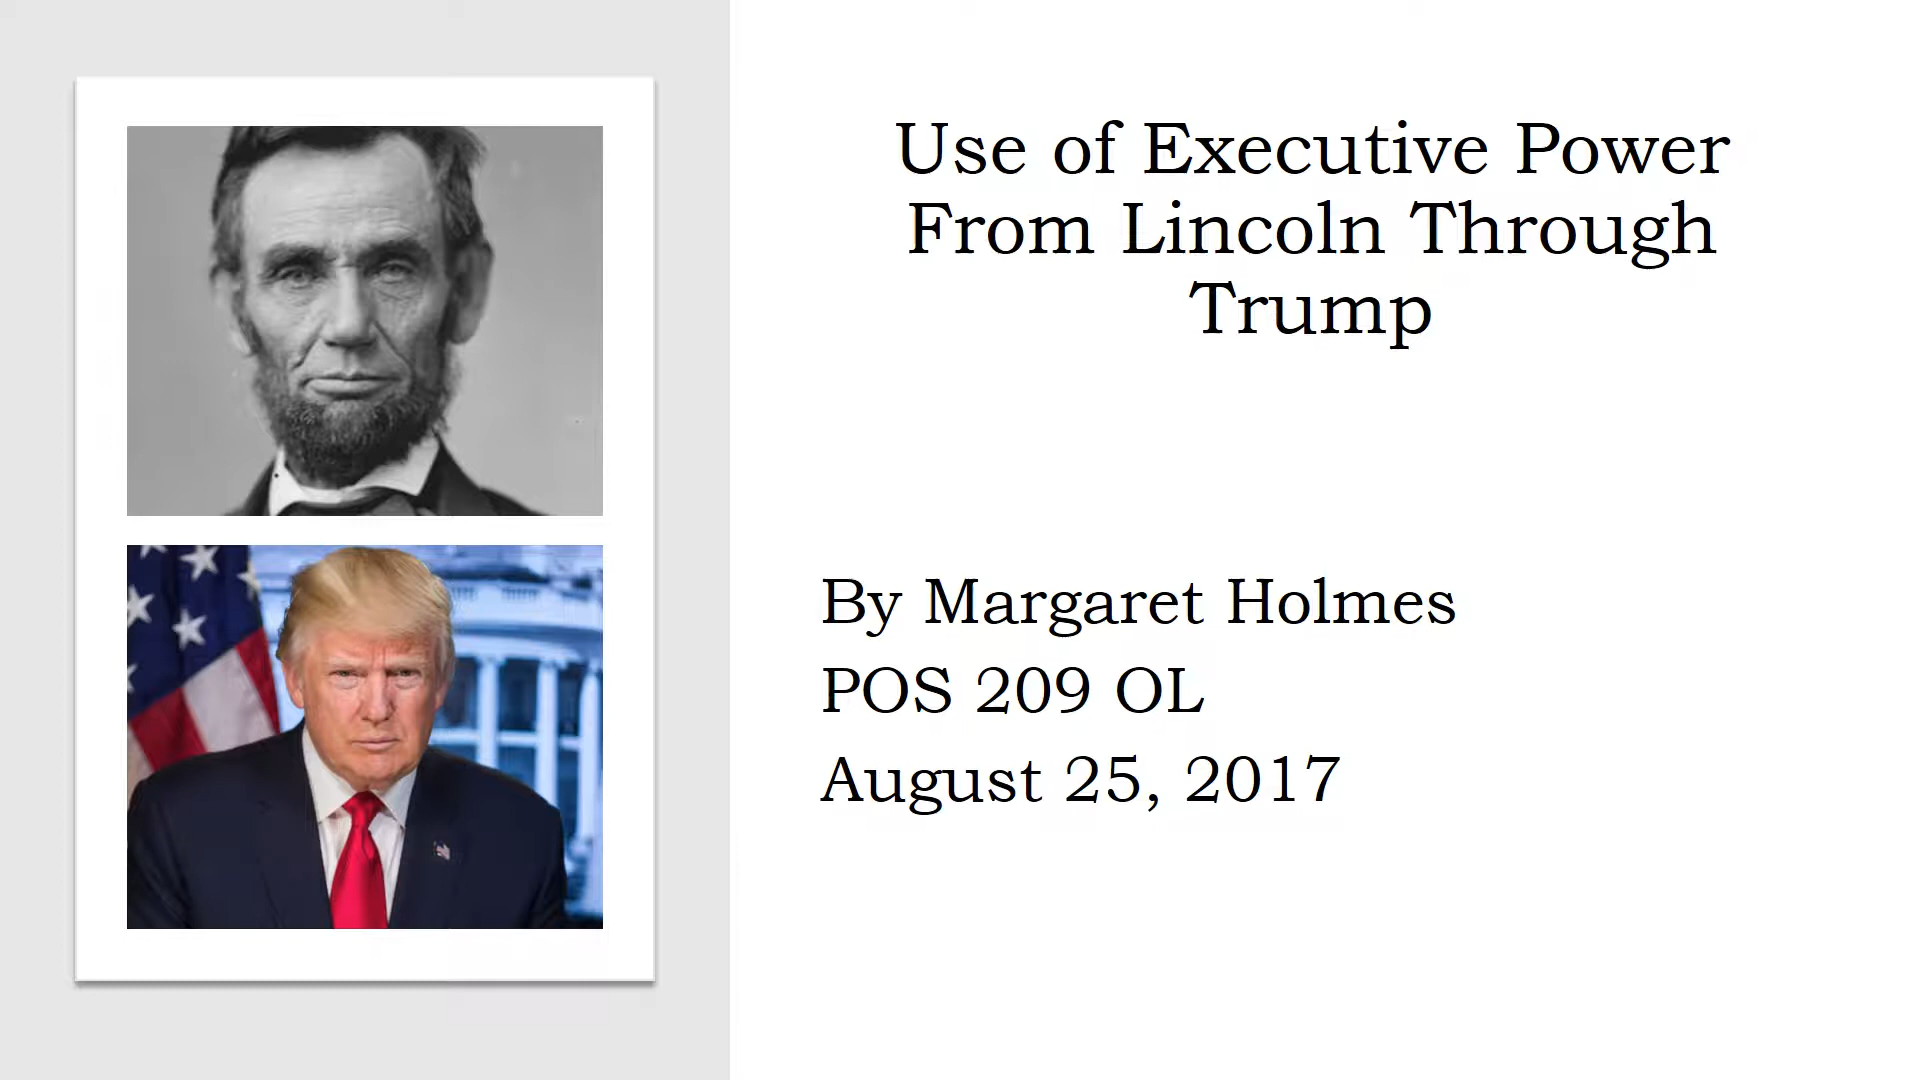 Use of Executive Power
From Lincoln Through
Trump
By Margaret Holmes
POS 209 OL
August 25, 2017